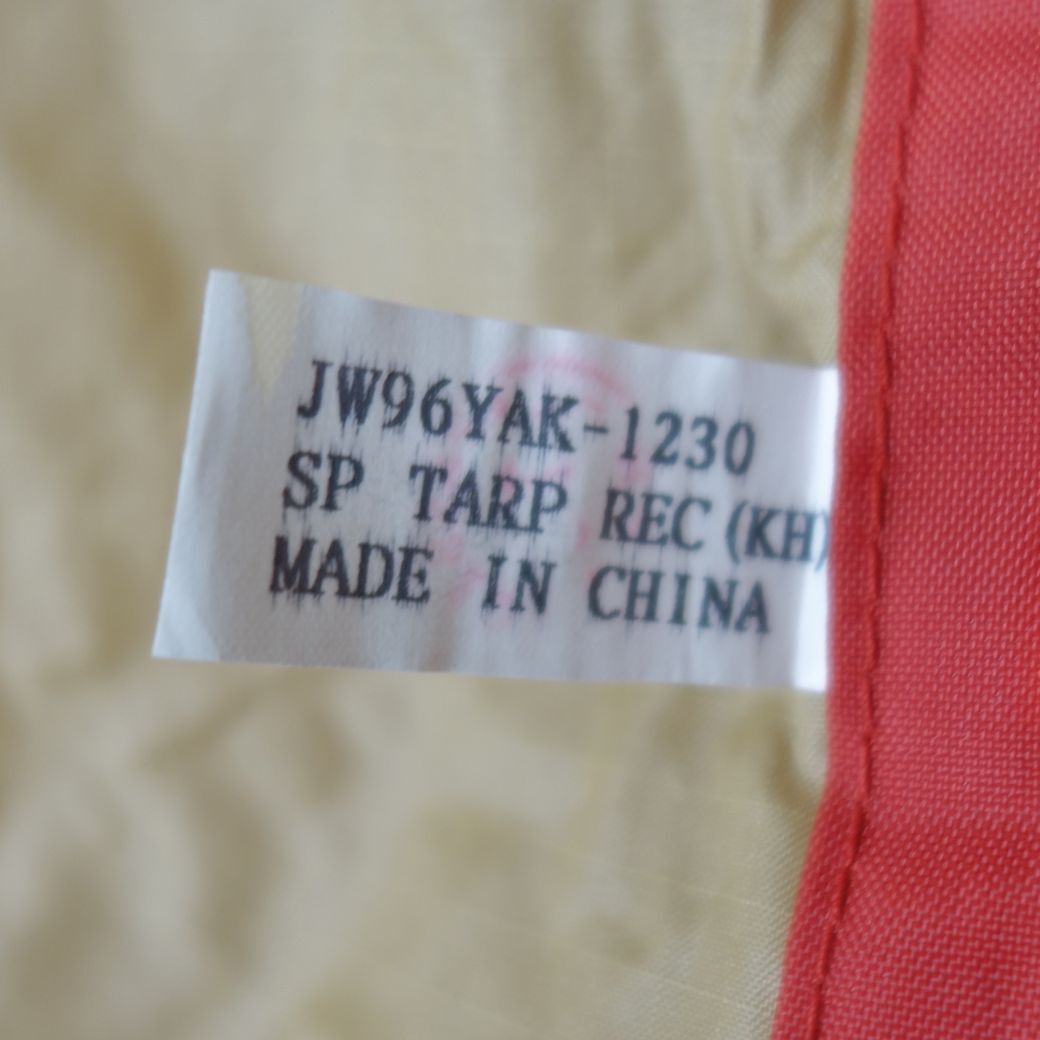 JW96YAK-1230
SP TARP REC (KH)
MADE IN CHINA